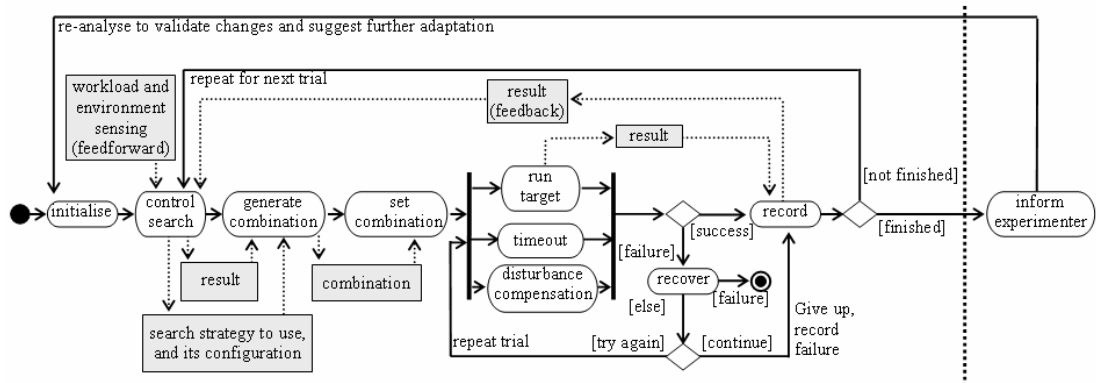 re-analyse to validate changes and suggest further adaptation
repeat for next trial
workload and
environment
sensing
(feedforward)
result
(feedback)
result
[not finished]
initialise
control
search
generate
combination
set
combination
run
target
timeout
disturbance
compensation
[success]
record
[finished]
inform
experimenter
[failure]
recover
[failure]
[else]
result
combination
search strategy to use,
and its configuration
repeat trial
[try again]
[continue]
Give up,
record
failure